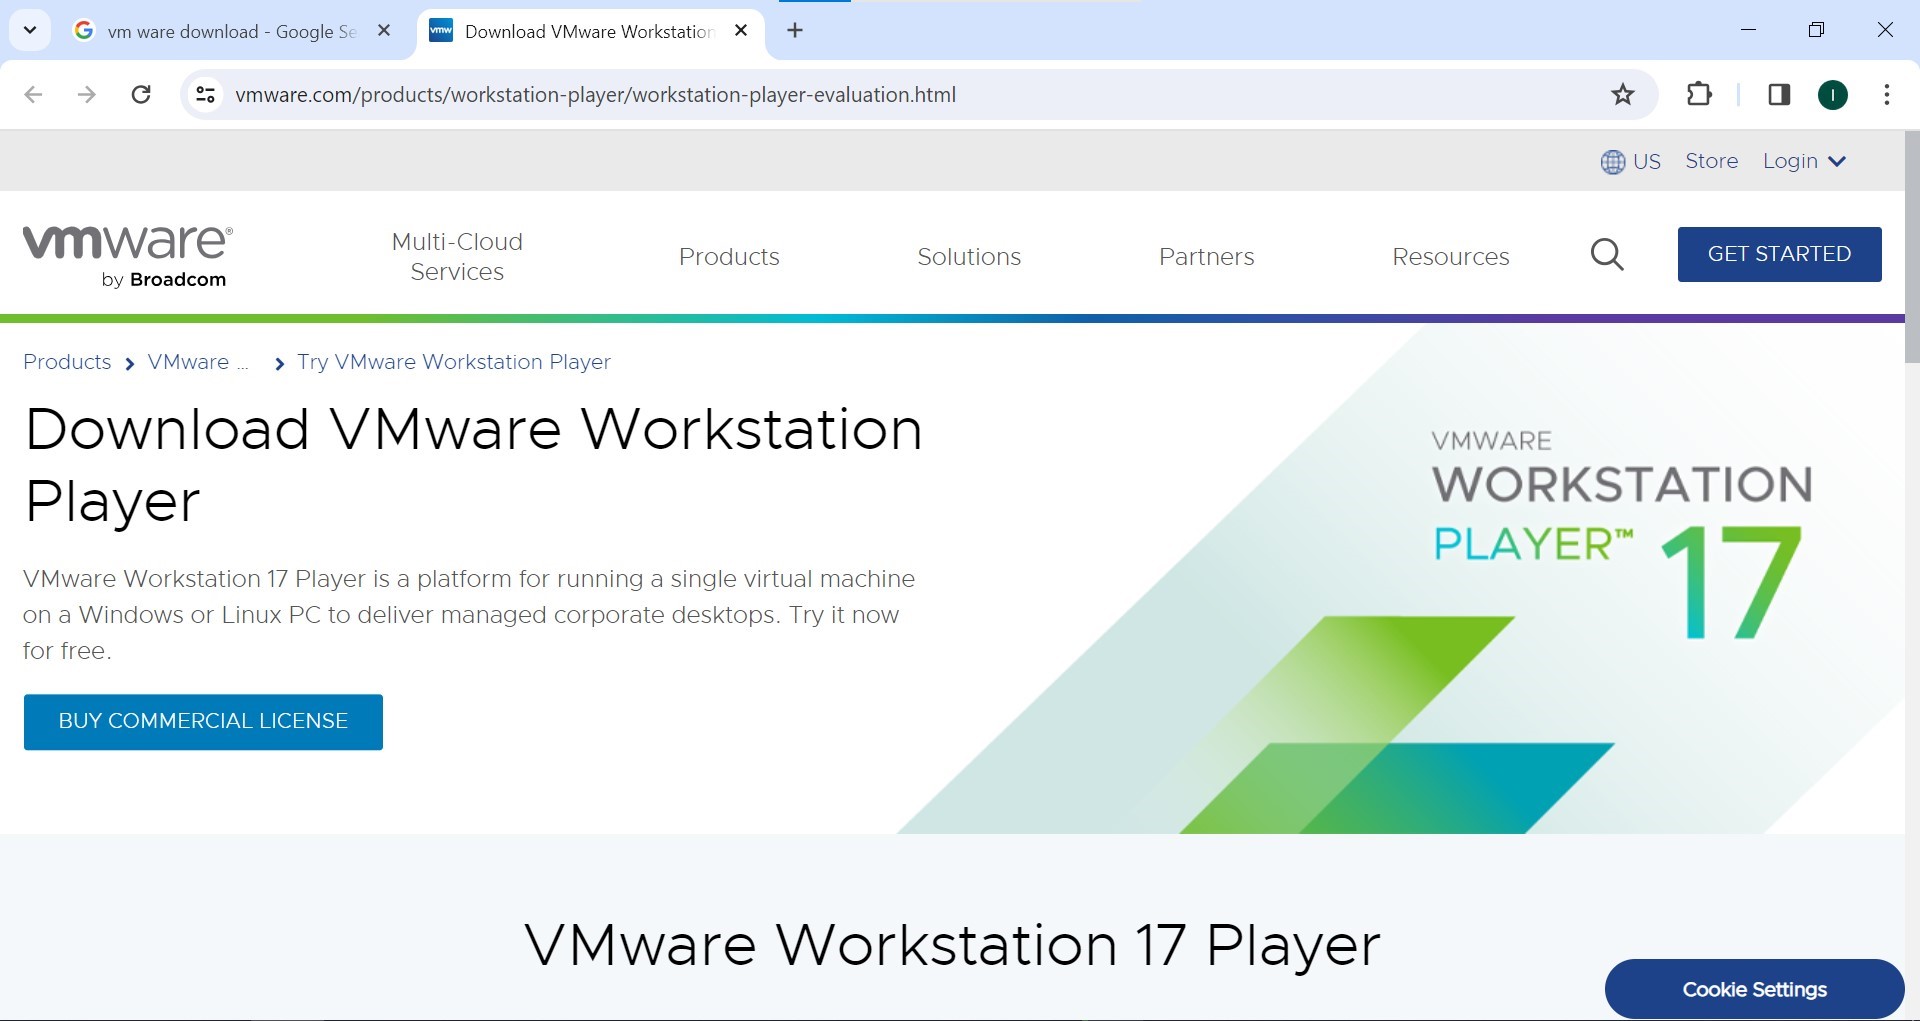 vm ware download - Google Se
vmw
Download VMware Workstation
vmware.com/products/workstation-player/workstation-player-evaluation.html
I
US
Store
Login
vmware®
by Broadcom
Multi-Cloud
Services
Products
Solutions
Partners
Resources
GET STARTED
Products
VMware ...
Try VMware Workstation Player
Download VMware Workstation
Player
VMware Workstation 17 Player is a platform for running a single virtual machine
on a Windows or Linux PC to deliver managed corporate desktops. Try it now
for free.
BUY COMMERCIAL LICENSE
VMWARE
WORKSTATION
PLAYER™ 17
VMware Workstation 17 Player
Cookie Settings